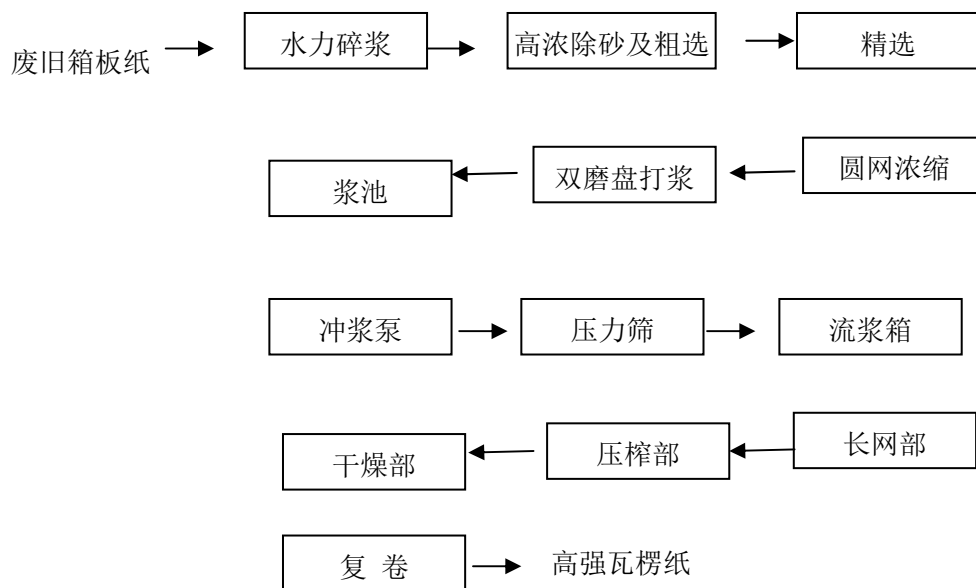 废旧箱板纸
水力碎浆
高浓除砂及粗选
精选
浆池
双磨盘打浆
圆网浓缩
冲浆泵
压力筛
流浆箱
干燥部
压榨部
长网部
复 卷
高强瓦楞纸